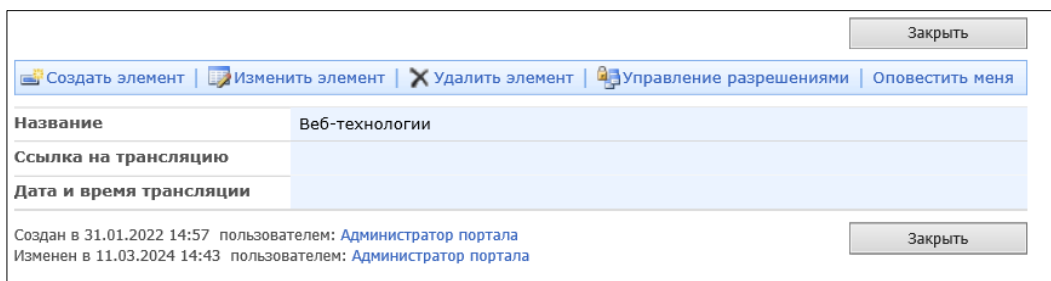 Закрыть
Создать элемент | Изменить элемент | Удалить элемент | Управление разрешениями | Оповестить меня
Название Веб-технологии
Ссылка на трансляцию
Дата и время трансляции
Создан в 31.01.2022 14:57 пользователем: Администратор портала
Закрыть
Изменен в 11.03.2024 14:43 пользователем: Администратор портала